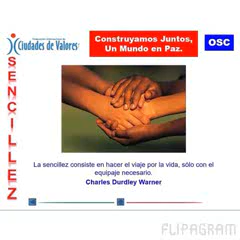 Ciudades de Valores
Construyamos Juntos,
Un Mundo en Paz.
OSC
SENCILLEZ
La sencillez consiste en hacer el viaje por la vida, sólo con el
equipaje necesario.
Charles Durdley Warner
FLIPAGRAM